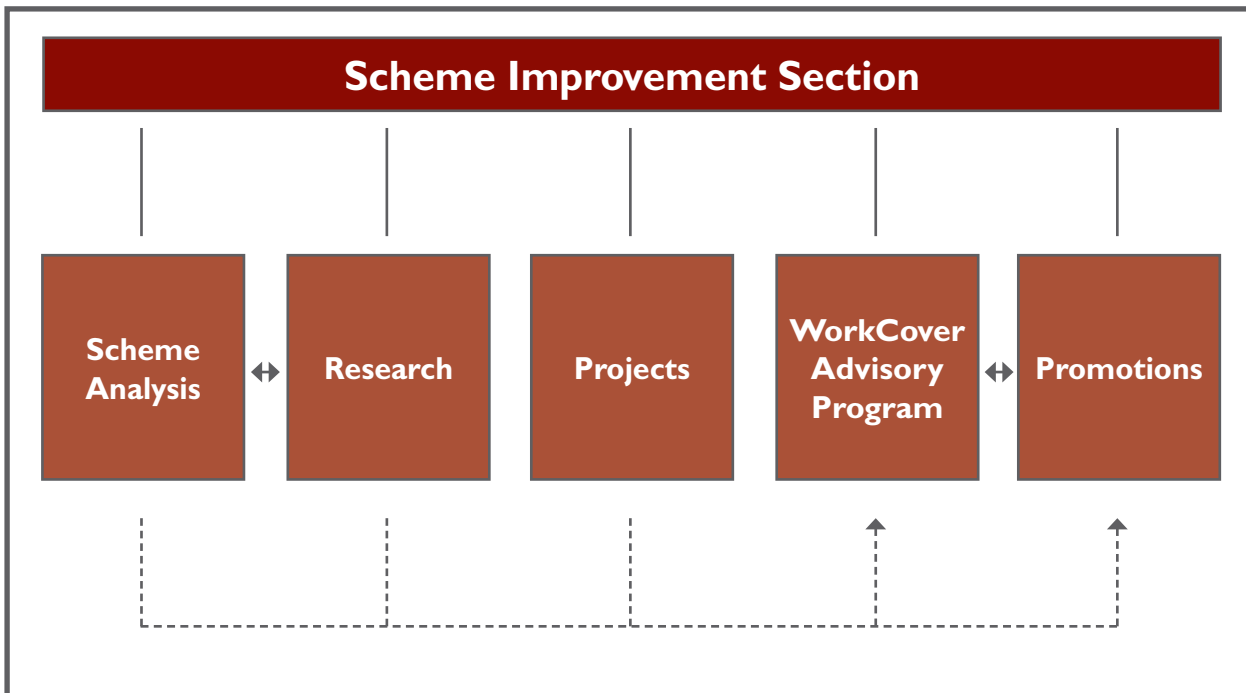 Scheme Improvement Section
Scheme
Analysis
Research
Projects
WorkCover
Advisory
Program
Promotions